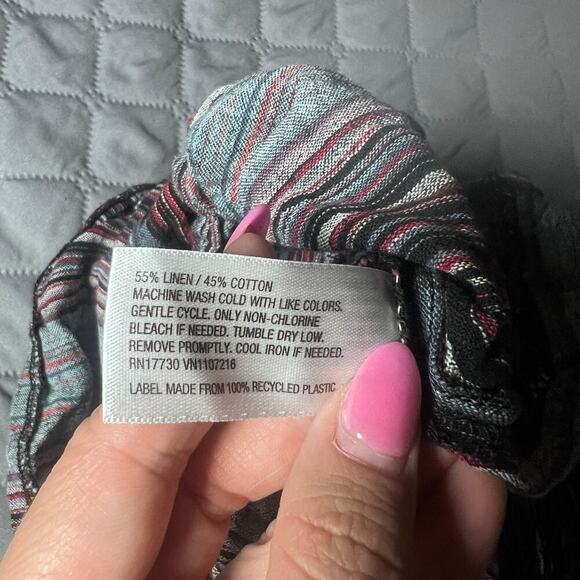 55% LINEN / 45% COTTON
MACHINE WASH COLD WITH LIKE COLORS.
GENTLE CYCLE. ONLY NON-CHLORINE
BLEACH IF NEEDED. TUMBLE DRY LOW.
REMOVE PROMPTLY. COOL IRON IF NEEDED.
RN17730 VN1107216
LABEL MADE FROM 100% RECYCLED PLASTIC